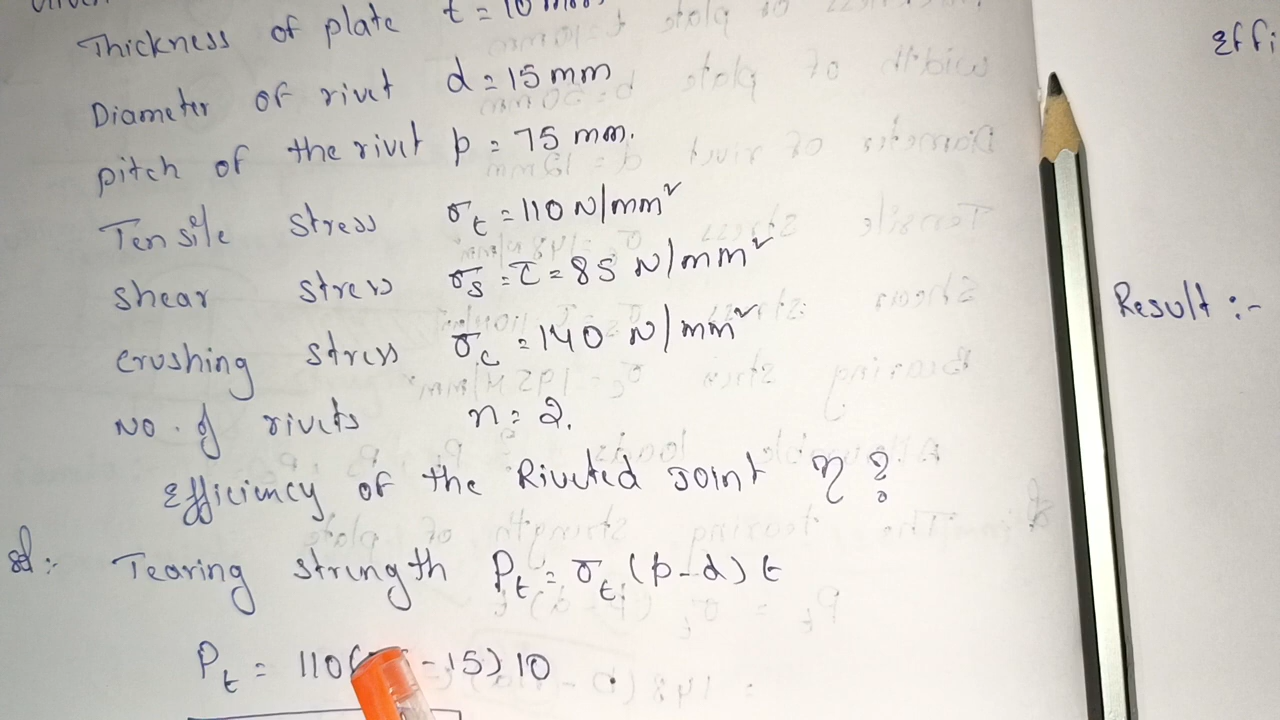 Thickness of plate t = 10 mm
Diameter of rivet d = 15 mm
pitch of the rivet p = 75 mm.
Tensile stress σt = 110 N/mm²
shear stress σs = τ = 85 N/mm²
crushing stress σc = 140 N/mm²
No. of rivets n = 2.
Efficiency of the Riveted Joint η ?
Sol:- Tearing strength Pt = σt (p-d) t
Pt = 110( - 15) 10
Effi
Result :-